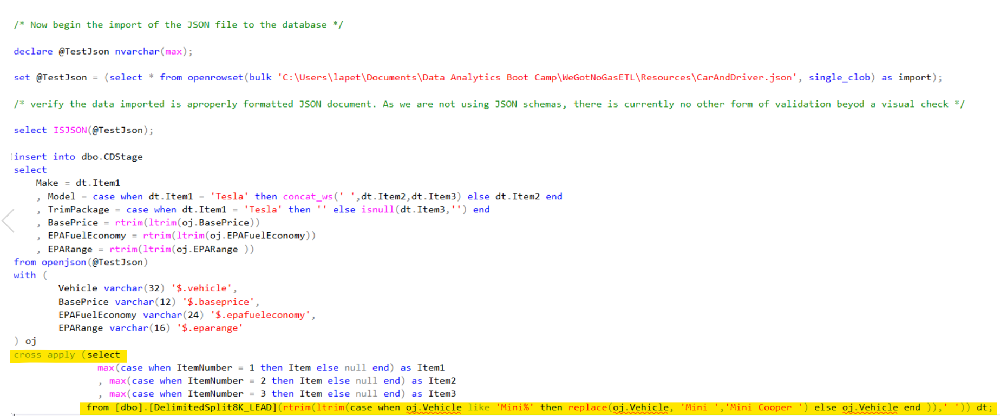 /* Now begin the import of the JSON file to the database */
declare @TestJson nvarchar(max);
set @TestJson = (select * from openrowset(bulk 'C:\Users\lapet\Documents\Data Analytics Boot Camp\WeGotNoGasETL\Resources\CarAndDriver.json', single_clob) as import);
/* verify the data imported is aproperly formatted JSON document. As we are not using JSON schemas, there is currently no other form of validation beyod a visual check */
select ISJSON(@TestJson);
insert into dbo.CDStage
select
Make = dt.Item1
, Model = case when dt.Item1 = 'Tesla' then concat_ws(' ',dt.Item2,dt.Item3) else dt.Item2 end
, TrimPackage = case when dt.Item1 = 'Tesla' then '' else isnull(dt.Item3,'') end
, BasePrice = rtrim(ltrim(oj.BasePrice))
, EPAFuelEconomy = rtrim(ltrim(oj.EPAFuelEconomy))
, EPARange = rtrim(ltrim(oj.EPARange ))
from openjson(@TestJson)
with (
Vehicle varchar(32) '$.vehicle',
BasePrice varchar(12) '$.baseprice',
EPAFuelEconomy varchar(24) '$.epafueleconomy',
EPARange varchar(16) '$.eparange'
) oj
cross apply (select
max(case when ItemNumber = 1 then Item else null end) as Item1
, max(case when ItemNumber = 2 then Item else null end) as Item2
, max(case when ItemNumber = 3 then Item else null end) as Item3
from [dbo].[DelimitedSplit8K_LEAD](rtrim(ltrim(case when oj.Vehicle like 'Mini%' then replace(oj.Vehicle, 'Mini ','Mini Cooper ') else oj.Vehicle end )),' ')) dt;